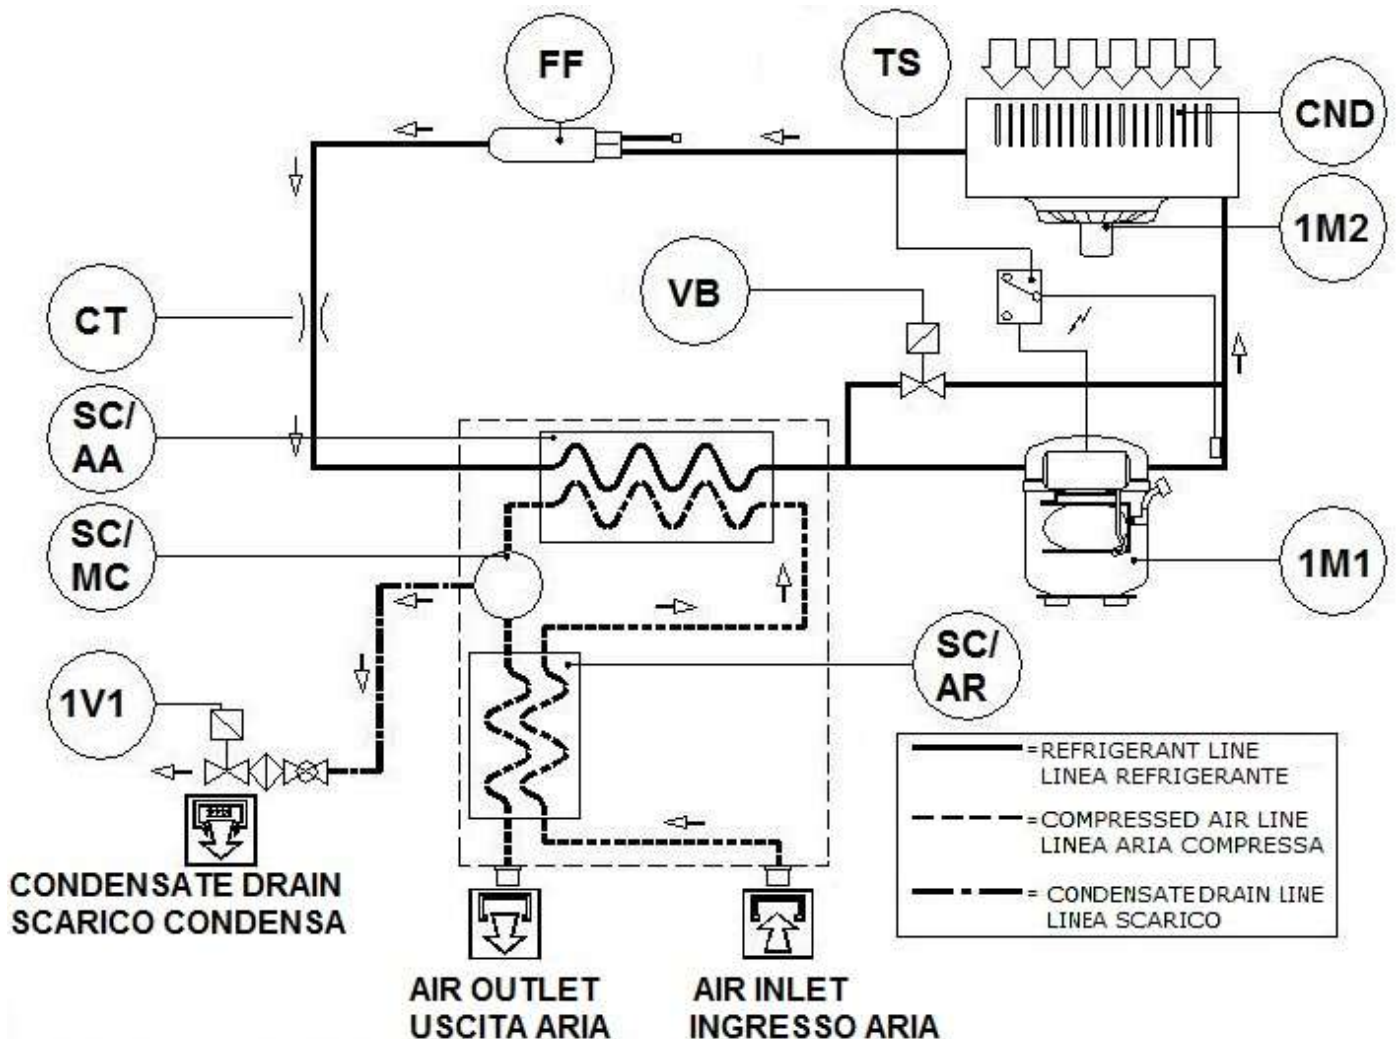 FF
TS
CND
1M2
VB
CT
SC/
AA
SC/
MC
1M1
SC/
AR
1V1
=REFRIGERANT LINE
LINEA REFRIGERANTE
=COMPRESSED AIR LINE
LINEA ARIA COMPRESSA
= CONDENSATE DRAIN LINE
LINEA SCARICO
CONDENSATE DRAIN
SCARICO CONDENSA
AIR OUTLET
USCITA ARIA
AIR INLET
INGRESSO ARIA